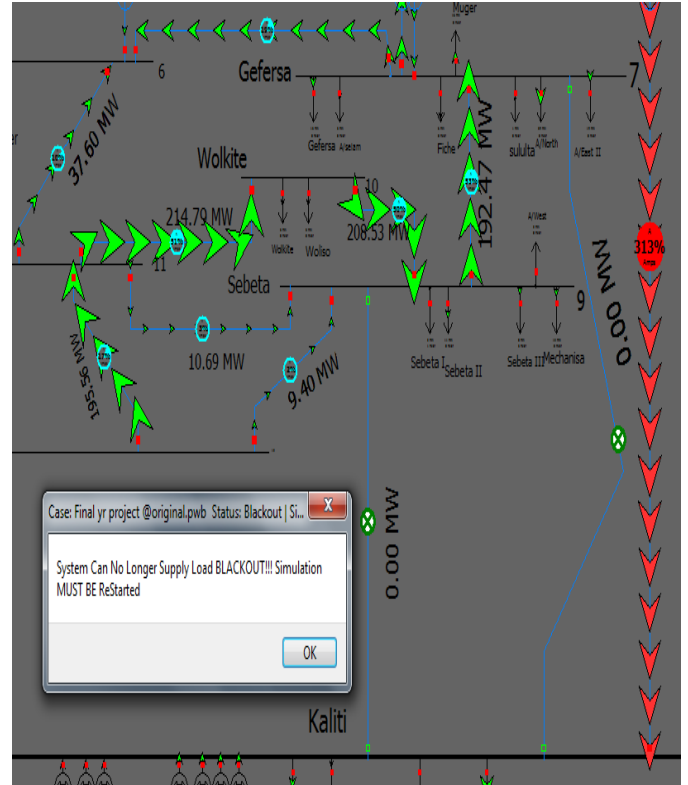 Muger
6
Gefersa
7
37.60 MW
Gefersa
A/selam
Fiche
sululta
A/North
A/East II
Wolkite
10
192.47 MW
214.79 MW
208.53 MW
Wolkite
Woliso
A/West
313%
Amps
11
Sebeta
9
0.00 MW
195.56 MW
10.69 MW
9.40 MW
Sebeta I
Sebeta II
Sebeta III
Mechanisa
Case: Final yr project @original.pwb Status: Blackout | Si...
System Can No Longer Supply Load BLACKOUT!!! Simulation
MUST BE ReStarted
OK
0.00 MW
Kaliti